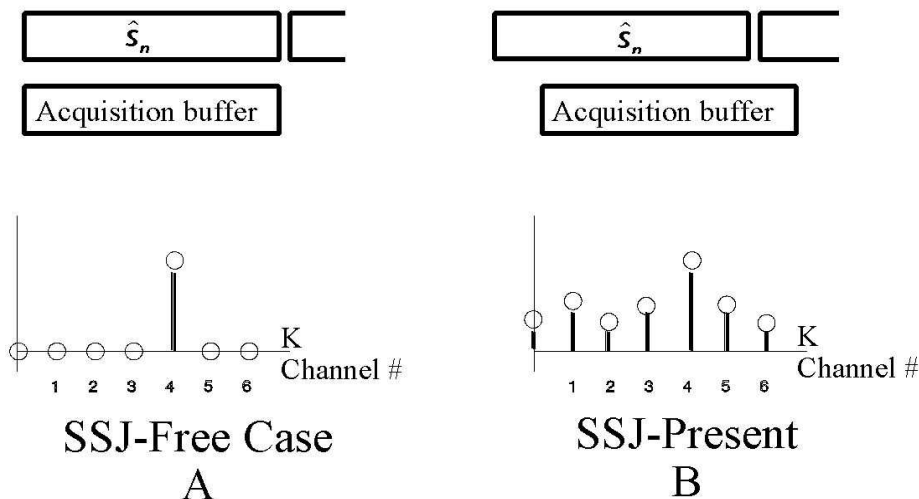 ŝₙ
ŝₙ
Acquisition buffer
Acquisition buffer
K
Channel #
1 2 3 4 5 6
K
Channel #
1 2 3 4 5 6
SSJ-Free Case
A
SSJ-Present
B